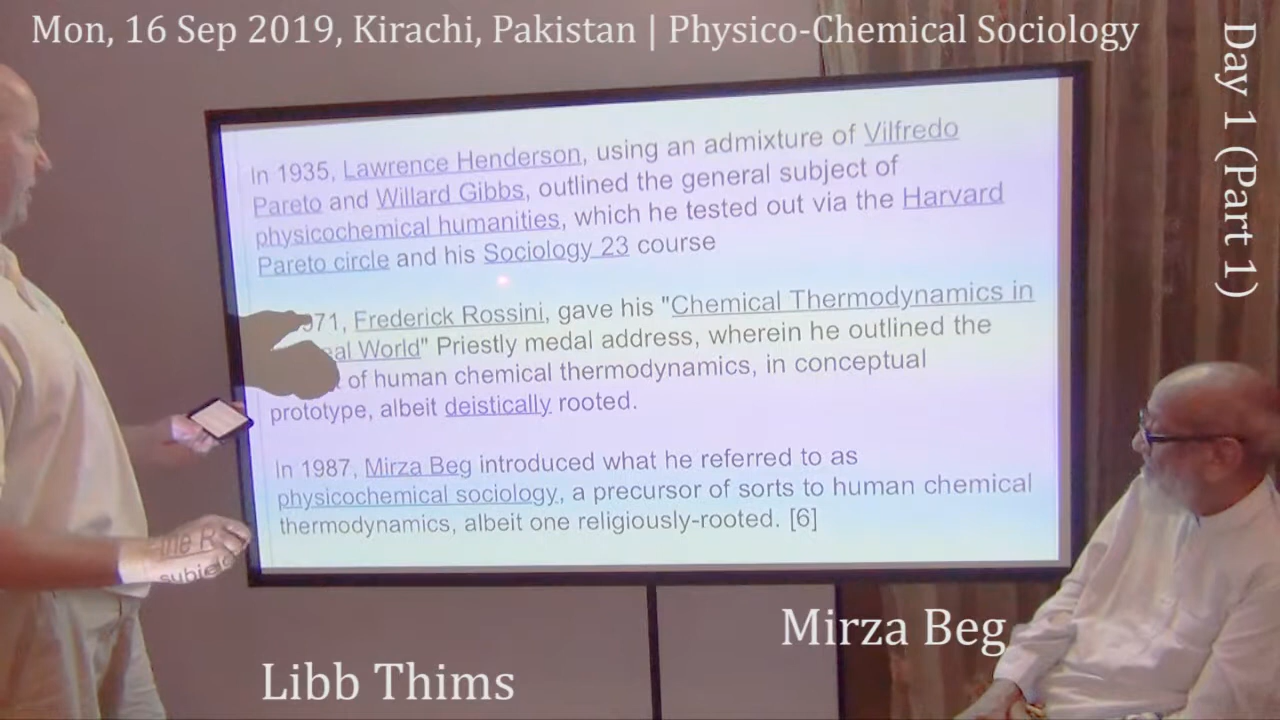 Mon, 16 Sep 2019, Kirachi, Pakistan | Physico-Chemical Sociology
Day 1 (Part 1)
In 1935, Lawrence Henderson, using an admixture of Vilfredo
Pareto and Willard Gibbs, outlined the general subject of
physicochemical humanities, which he tested out via the Harvard
Pareto circle and his Sociology 23 course
71, Frederick Rossini, gave his "Chemical Thermodynamics in
al World" Priestly medal address, wherein he outlined the
of human chemical thermodynamics, in conceptual
prototype, albeit deistically rooted.
In 1987, Mirza Beg introduced what he referred to as
physicochemical sociology, a precursor of sorts to human chemical
thermodynamics, albeit one religiously-rooted. [6]
the R
subje
Mirza Beg
Libb Thims